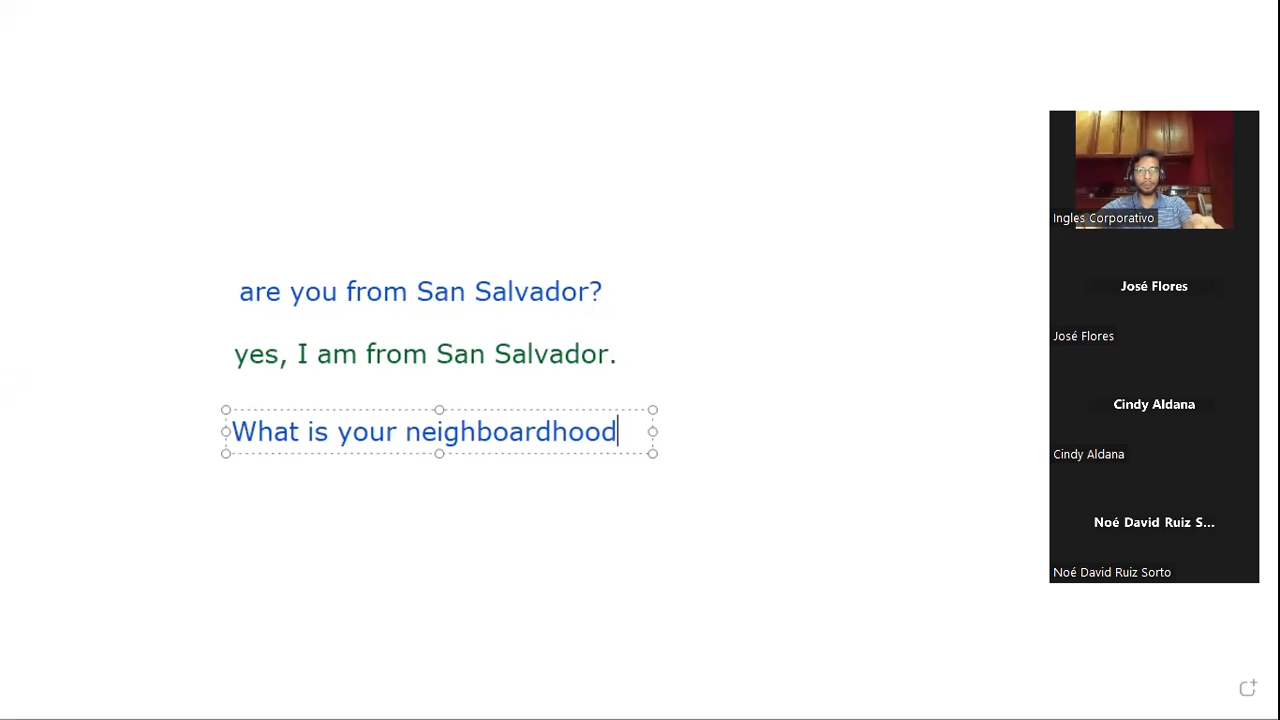 are you from San Salvador?
yes, I am from San Salvador.
What is your neighboardhood
Ingles Corporativo
José Flores
José Flores
Cindy Aldana
Cindy Aldana
Noé David Ruiz S...
Noé David Ruiz Sorto